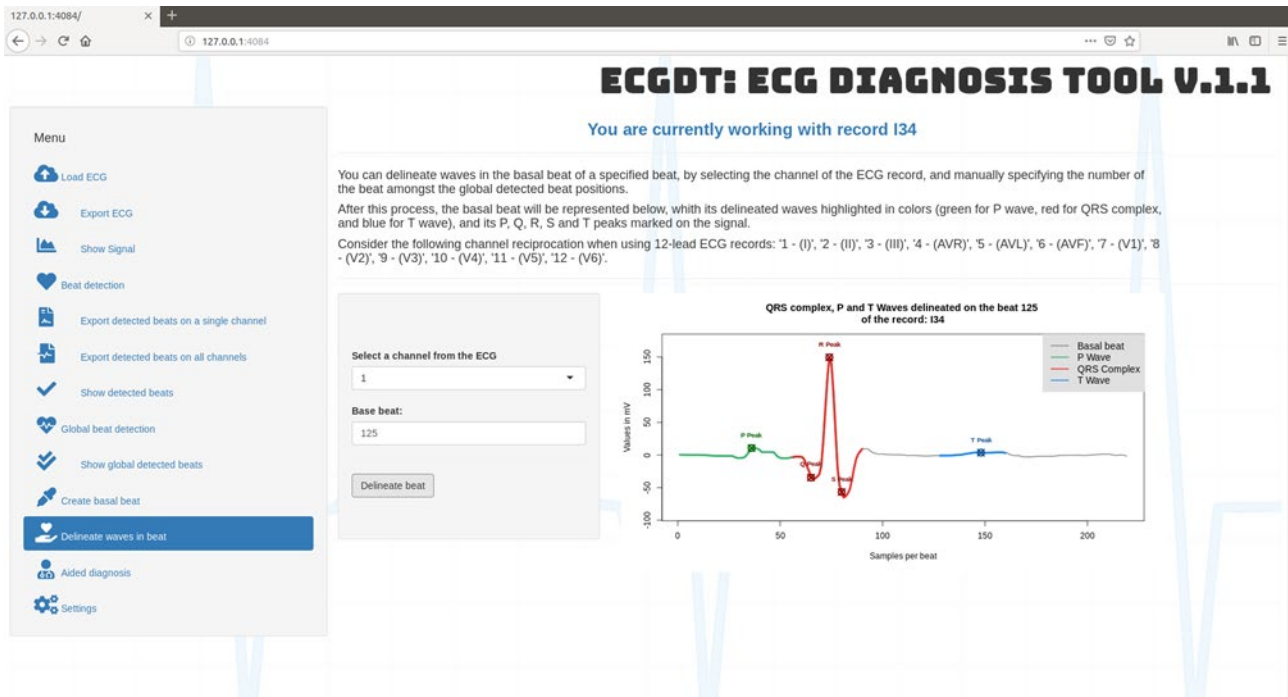 127.0.0.1:4084/
127.0.0.1:4084
ECGDT: ECG DIAGNOSIS TOOL V.1.1
You are currently working with record I34
Menu
Load ECG
Export ECG
Show Signal
Beat detection
Export detected beats on a single channel
Export detected beats on all channels
Show detected beats
Global beat detection
Show global detected beats
Create basal beat
Delineate waves in beat
Aided diagnosis
Settings
You can delineate waves in the basal beat of a specified beat, by selecting the channel of the ECG record, and manually specifying the number of
the beat amongst the global detected beat positions.
After this process, the basal beat will be represented below, whith its delineated waves highlighted in colors (green for P wave, red for QRS complex,
and blue for T wave), and its P, Q, R, S and T peaks marked on the signal.
Consider the following channel reciprocation when using 12-lead ECG records: '1 - (I)', '2 - (II)', '3 - (III)', '4 - (AVR)', '5 - (AVL)', '6 - (AVF)', '7 - (V1)', '8
- (V2)', '9 - (V3)', '10 - (V4)', '11 - (V5)', '12 - (V6)'.
Select a channel from the ECG
1
Base beat:
125
Delineate beat
QRS complex, P and T Waves delineated on the beat 125
of the record: I34
Basal beat
P Wave
QRS Complex
T Wave
R Peak
P Peak
Q Peak
S Peak
T Peak
Values in mV
150
100
50
0
-50
-100
0 50 100 150 200
Samples per beat